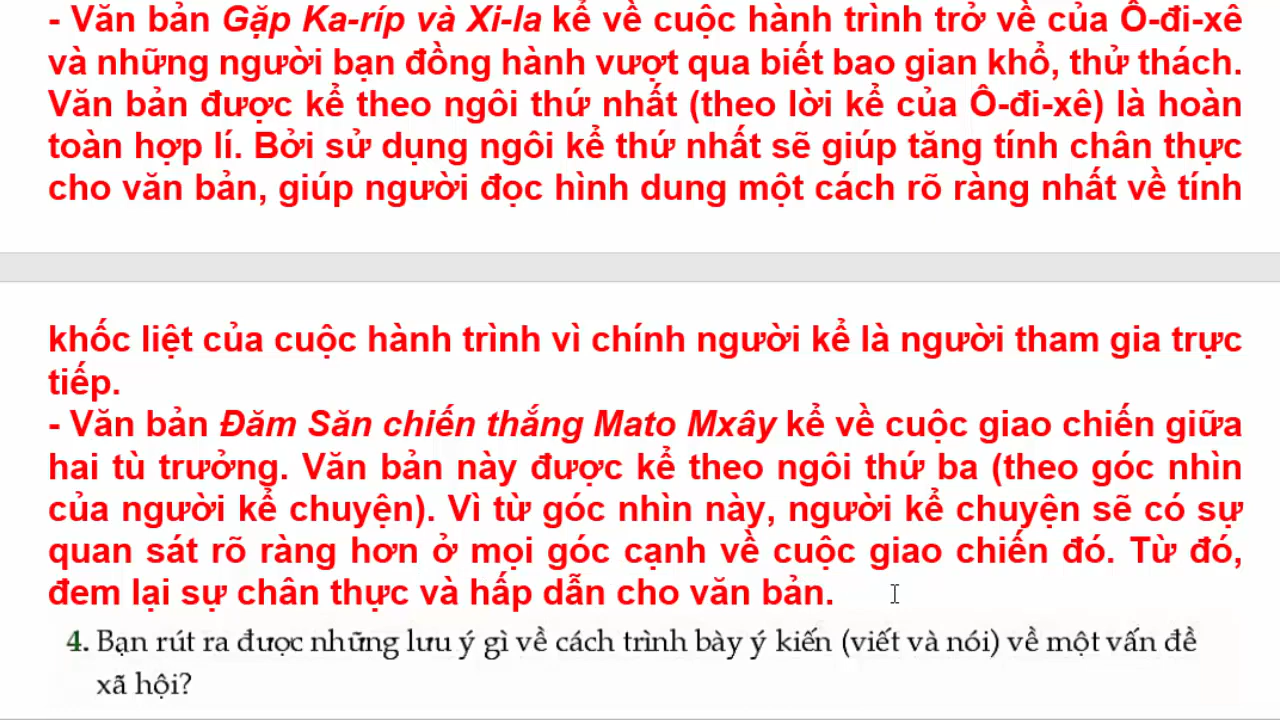 - Văn bản Gặp Ka-ríp và Xi-la kể về cuộc hành trình trở về của Ô-đi-xê
và những người bạn đồng hành vượt qua biết bao gian khổ, thử thách.
Văn bản được kể theo ngôi thứ nhất (theo lời kể của Ô-đi-xê) là hoàn
toàn hợp lí. Bởi sử dụng ngôi kể thứ nhất sẽ giúp tăng tính chân thực
cho văn bản, giúp người đọc hình dung một cách rõ ràng nhất về tính
khốc liệt của cuộc hành trình vì chính người kể là người tham gia trực
tiếp.
- Văn bản Đăm Săn chiến thắng Mato Mxây kể về cuộc giao chiến giữa
hai tù trưởng. Văn bản này được kể theo ngôi thứ ba (theo góc nhìn
của người kể chuyện). Vì từ góc nhìn này, người kể chuyện sẽ có sự
quan sát rõ ràng hơn ở mọi góc cạnh về cuộc giao chiến đó. Từ đó,
đem lại sự chân thực và hấp dẫn cho văn bản.
4. Bạn rút ra được những lưu ý gì về cách trình bày ý kiến (viết và nói) về một vấn đề
xã hội?